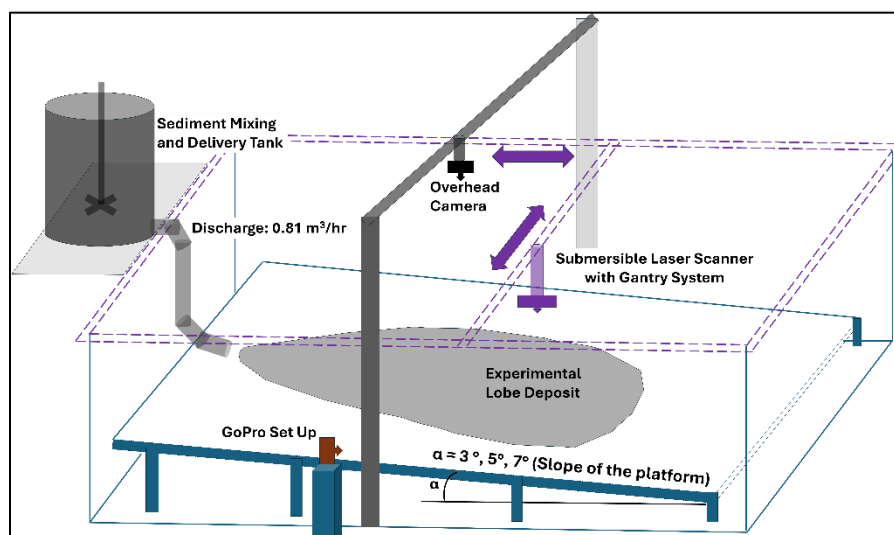 Sediment Mixing
and Delivery Tank
Discharge: 0.81 m³/hr
Overhead
Camera
Submersible Laser Scanner
with Gantry System
Experimental
Lobe Deposit
GoPro Set Up
α = 3 °, 5°, 7° (Slope of the platform)
α